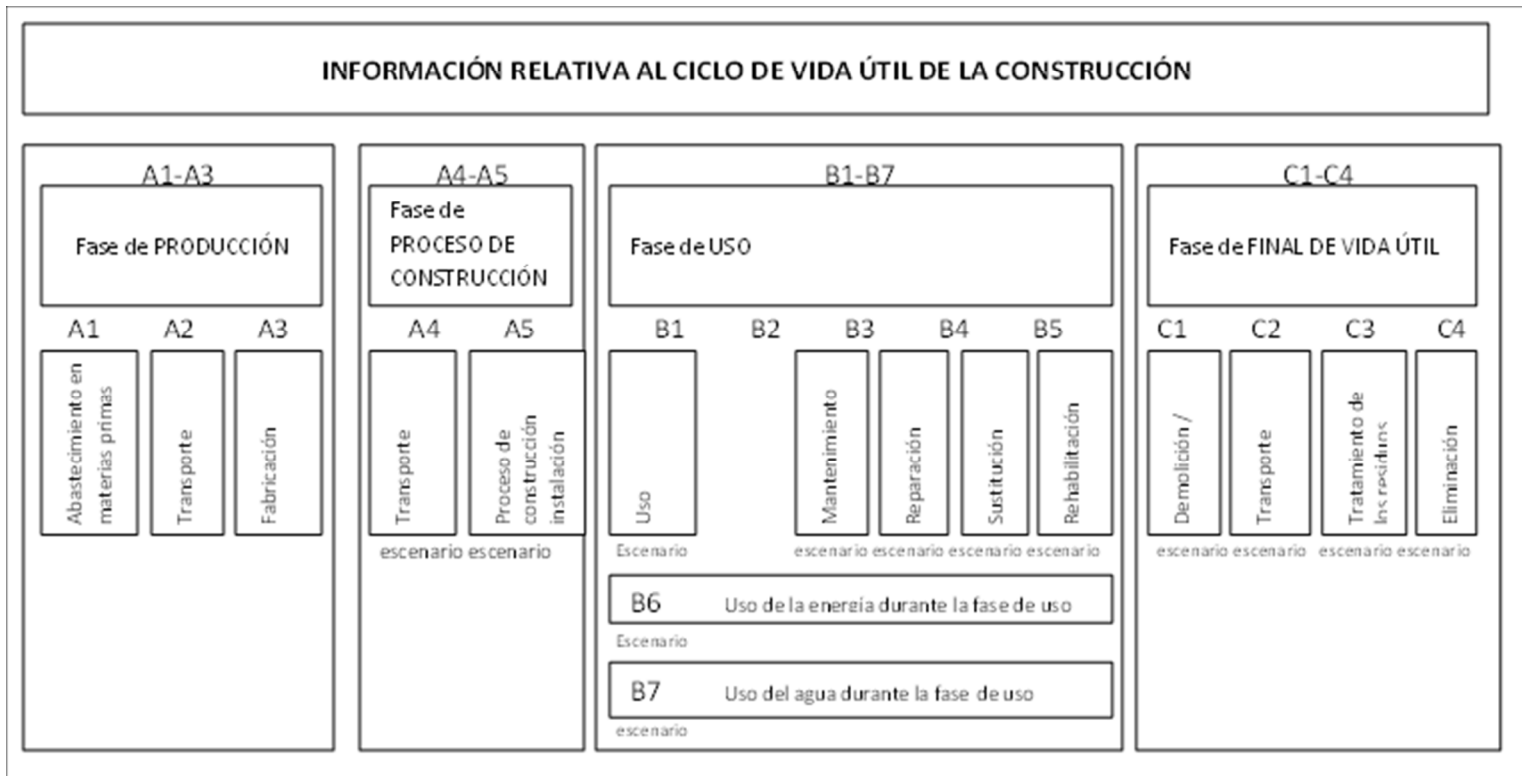 INFORMACIÓN RELATIVA AL CICLO DE VIDA ÚTIL DE LA CONSTRUCCIÓN
A1-A3
Fase de PRODUCCIÓN
A1
A2
A3
Abastecimiento en
materias primas
Transporte
Fabricación
A4-A5
Fase de
PROCESO DE
CONSTRUCCIÓN
A4
A5
Transporte
Proceso de
construcción
instalación
escenario escenario
B1-B7
Fase de USO
B1
B2
B3
B4
B5
Uso
Mantenimiento
Reparación
Sustitución
Rehabilitación
Escenario
escenario escenario escenario escenario
B6 Uso de la energía durante la fase de uso
Escenario
B7 Uso del agua durante la fase de uso
escenario
C1-C4
Fase de FINAL DE VIDA ÚTIL
C1
C2
C3
C4
Demolición /
Transporte
Tratamiento de
los residuos
Eliminación
escenario escenario escenario escenario